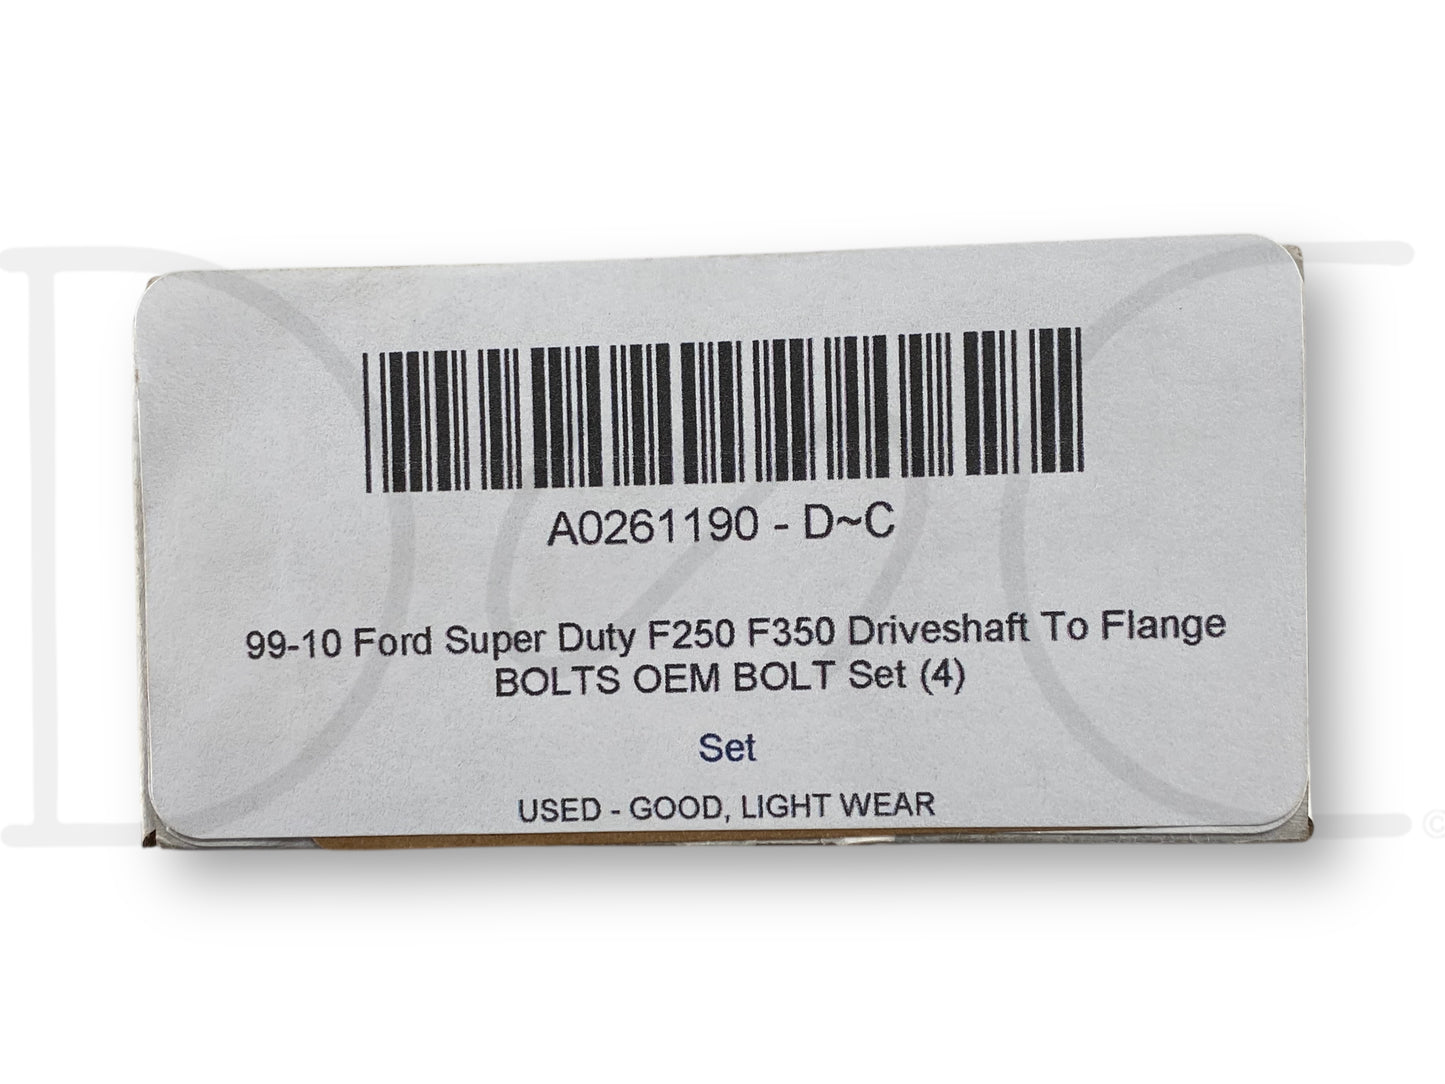 A0261190 - D~C
99-10 Ford Super Duty F250 F350 Driveshaft To Flange
BOLTS OEM BOLT Set (4)
Set
USED - GOOD, LIGHT WEAR
©